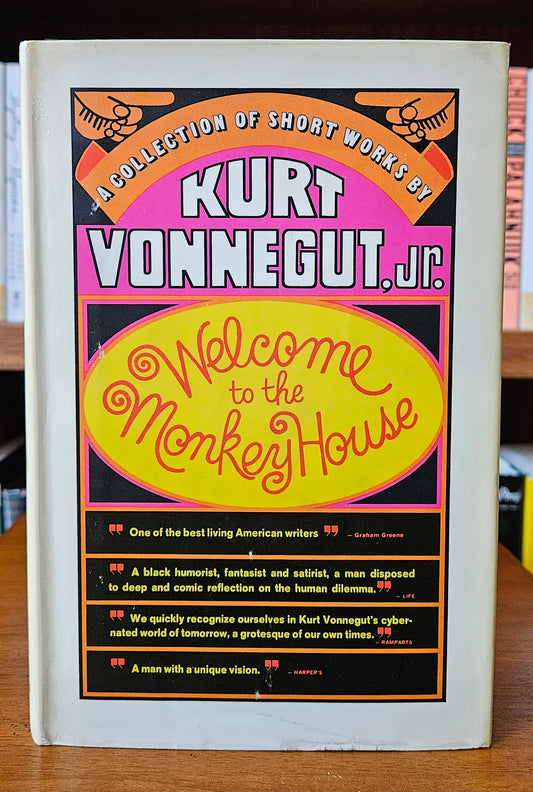 A COLLECTION OF SHORT WORKS BY
KURT
VONNEGUT, Jr.
Welcome
to the
Monkey House
❝ One of the best living American writers ❞ – Graham Greene
❝ A black humorist, fantasist and satirist, a man disposed
to deep and comic reflection on the human dilemma. ❞ – LIFE
❝ We quickly recognize ourselves in Kurt Vonnegut's cyber-
nated world of tomorrow, a grotesque of our own times. ❞
– RAMPARTS
❝ A man with a unique vision. ❞ – HARPER'S
CHUCK PALAHNIUK